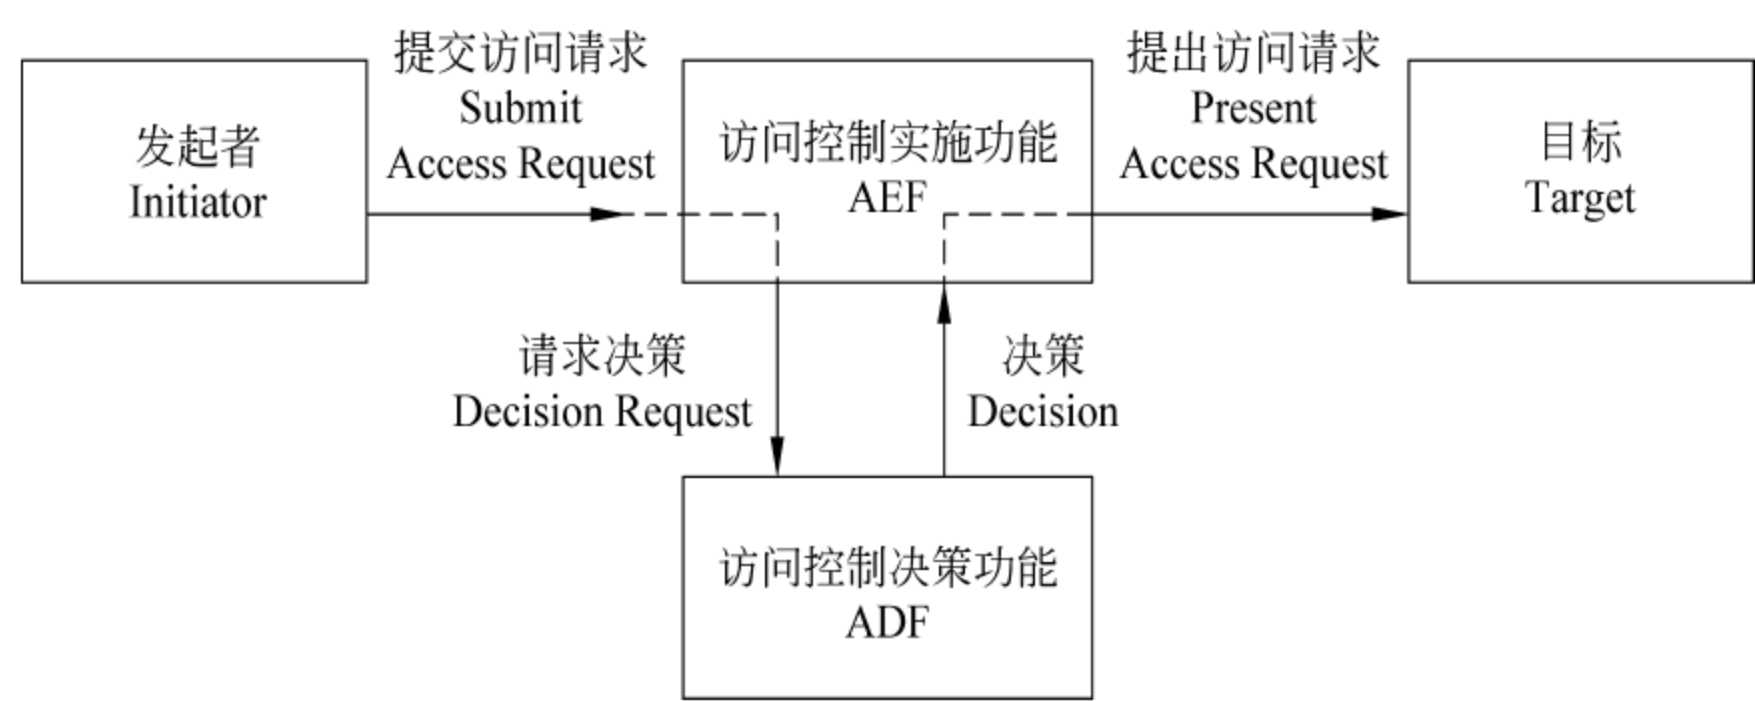 发起者
Initiator
提交访问请求
Submit
Access Request
访问控制实施功能
AEF
提出访问请求
Present
Access Request
目标
Target
请求决策
Decision Request
决策
Decision
访问控制决策功能
ADF